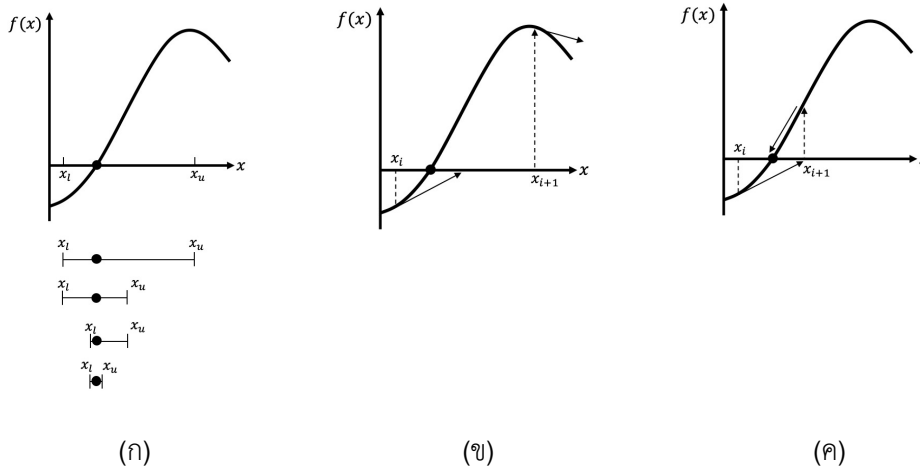 f(x)
x_l
x_u
x
x_l
x_u
x_l
x_u
x_l
x_u
x_l
x_u
(ก)
f(x)
x_i
x_{i+1}
x
(ข)
f(x)
x_i
x_{i+1}
(ค)